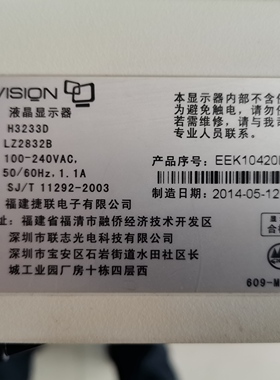 VISION
液晶显示器
H3233D
LZ2832B
100-240VAC.
50/60Hz. 1.1A
SJ/T 11292-2003
本显示器内部不含
为避免触电,请勿
若需维修,请与我
专业人员联系。
产品序号: EEK10420
制造日期: 2014-05-12
福建捷联电子有限公司
址: 福建省福清市融侨经济技术开发区
深圳市联志光电科技有限公司
深圳市宝安区石岩街道水田社区长
城工业园厂房十栋四层西
合格
609-M